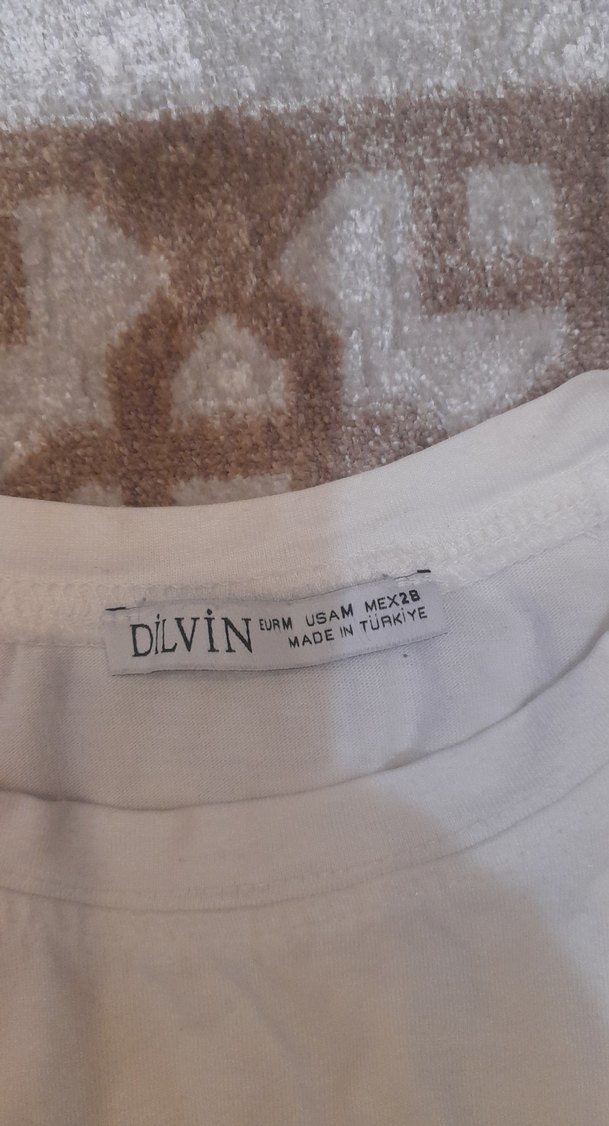 DİLVİN EUR M USA M MEX 28
MADE IN TÜRKİYE